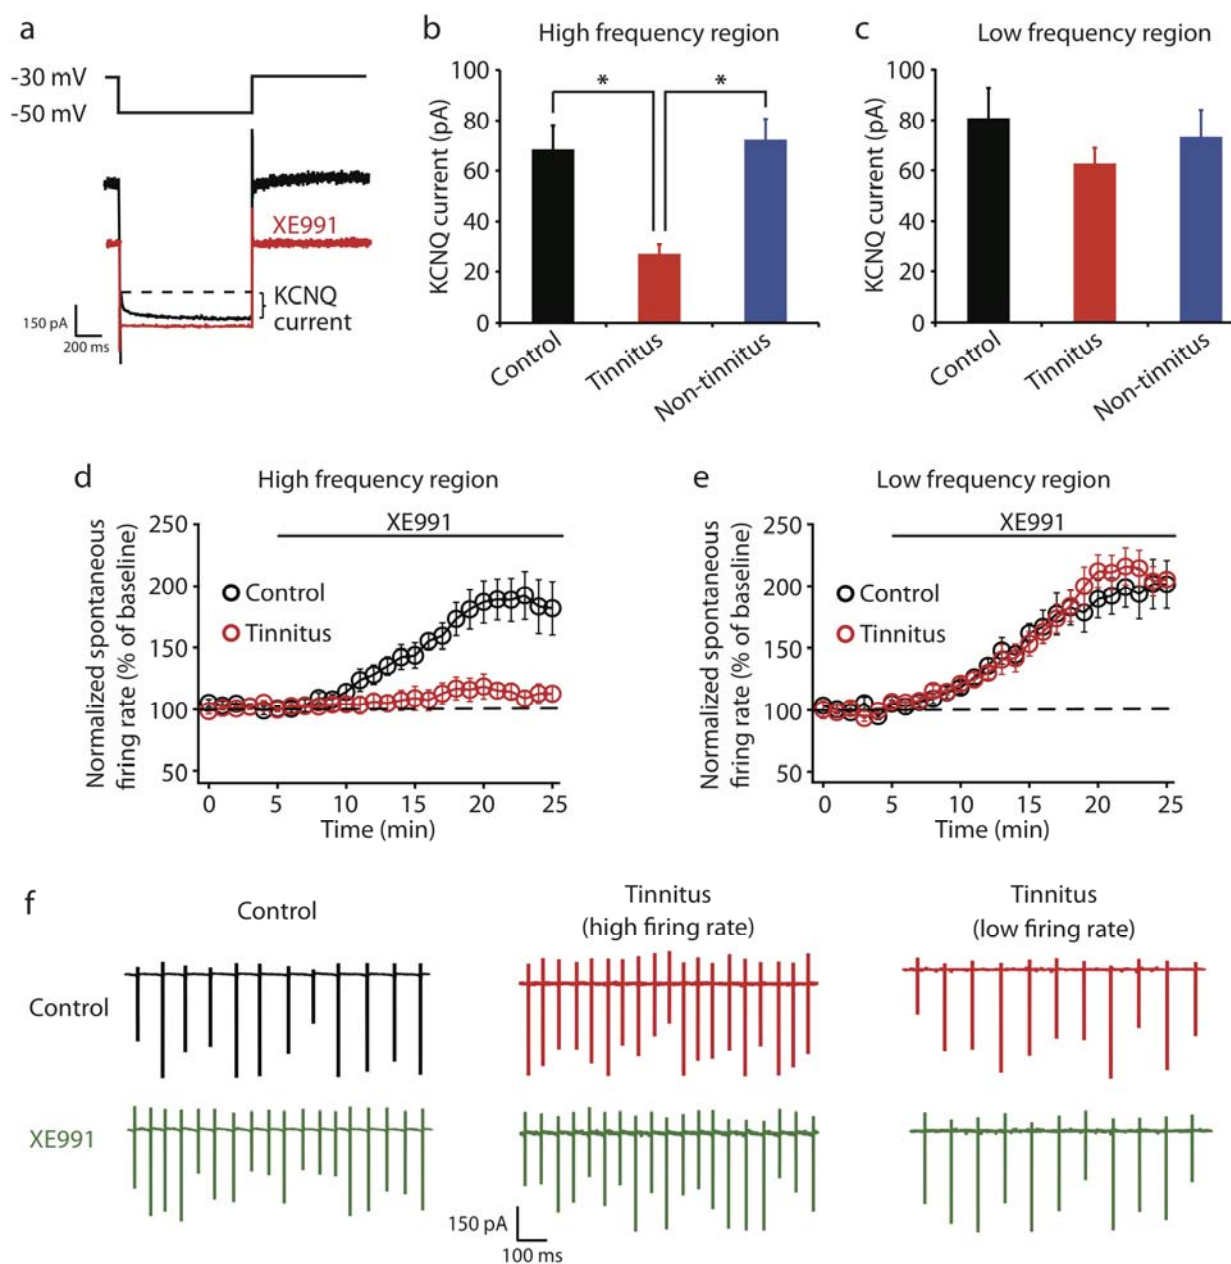 a
-30 mV
-50 mV
XE991
KCNQ
current
150 pA
200 ms
b
High frequency region
KCNQ current (pA)
100
80
60
40
20
0
*
*
Control
Tinnitus
Non-tinnitus
c
Low frequency region
KCNQ current (pA)
100
80
60
40
20
0
Control
Tinnitus
Non-tinnitus
d
High frequency region
Normalized spontaneous
firing rate (% of baseline)
250
200
150
100
50
XE991
Control
Tinnitus
0 5 10 15 20 25
Time (min)
e
Low frequency region
Normalized spontaneous
firing rate (% of baseline)
250
200
150
100
50
XE991
Control
Tinnitus
0 5 10 15 20 25
Time (min)
f
Control
Tinnitus
(high firing rate)
Tinnitus
(low firing rate)
Control
XE991
150 pA
100 ms